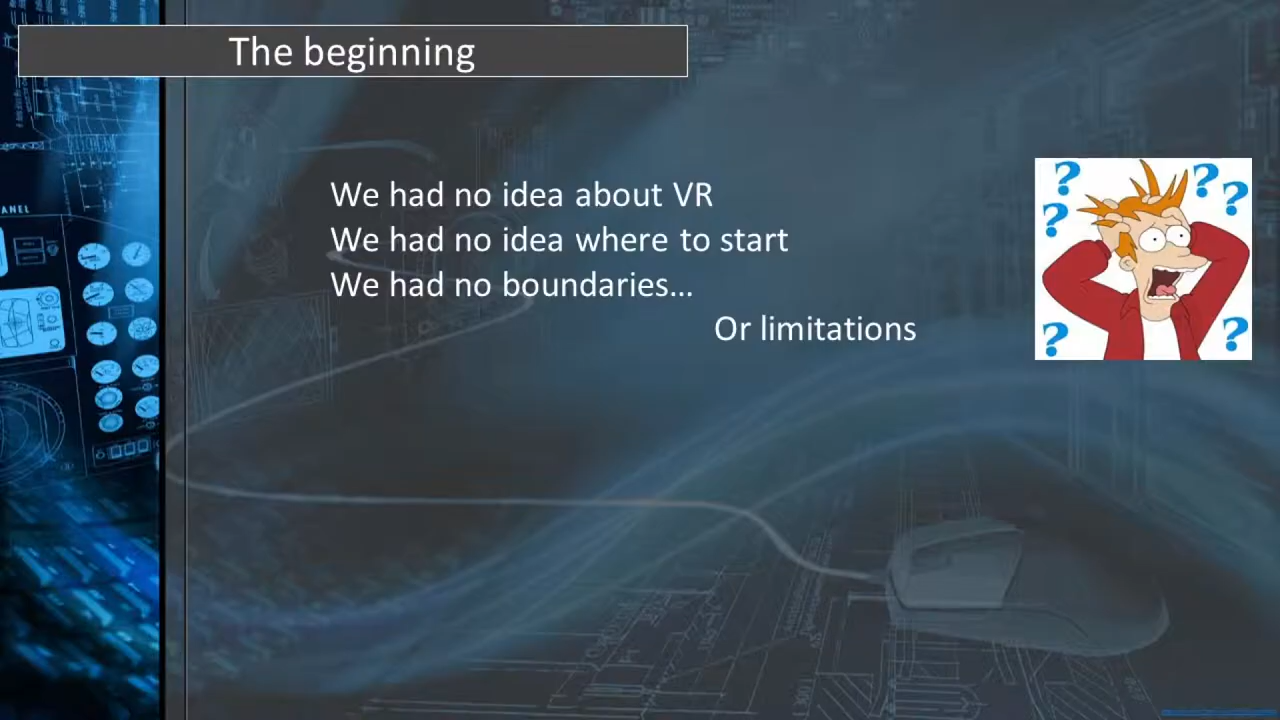 The beginning
We had no idea about VR
We had no idea where to start
We had no boundaries...
Or limitations
? ? ?
?
? ?
ANEL